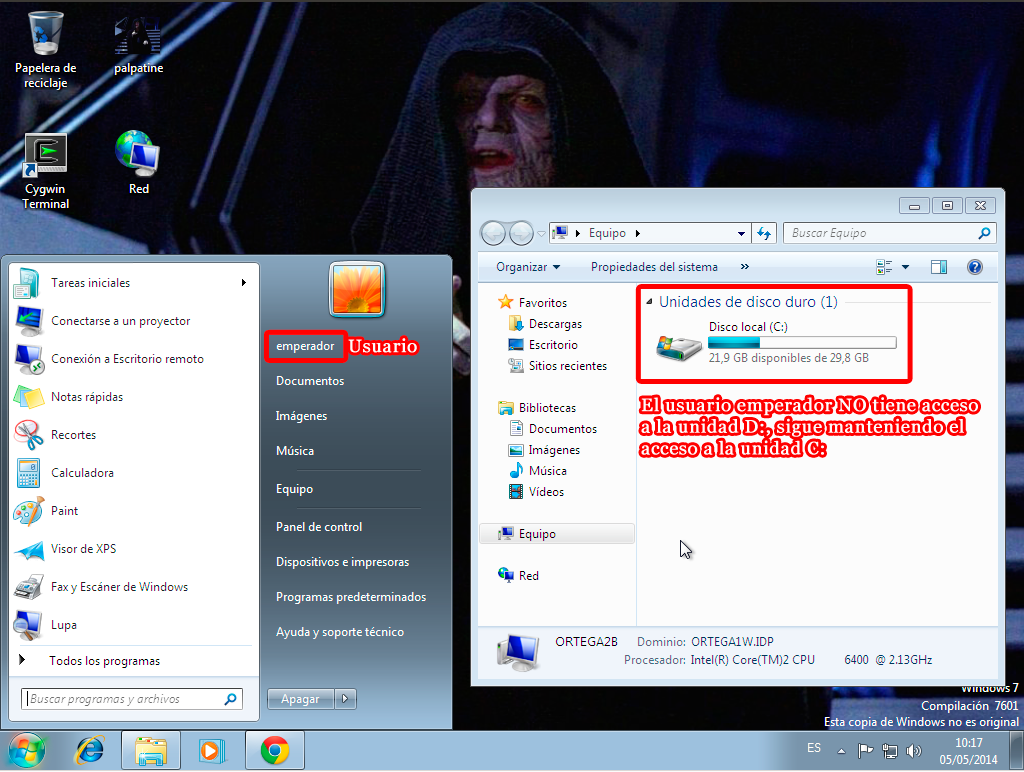 Papelera de
reciclaje
palpatine
Cygwin
Terminal
Red
Tareas iniciales
Conectarse a un proyector
Conexión a Escritorio remoto
Notas rápidas
Recortes
Calculadora
Paint
Visor de XPS
Fax y Escáner de Windows
Lupa
Todos los programas
Buscar programas y archivos
emperador
Usuario
Documentos
Imágenes
Música
Equipo
Panel de control
Dispositivos e impresoras
Programas predeterminados
Ayuda y soporte técnico
Apagar
Equipo
Buscar Equipo
Organizar
Propiedades del sistema
»
Favoritos
Descargas
Escritorio
Sitios recientes
Bibliotecas
Documentos
Imágenes
Música
Vídeos
Equipo
Red
Unidades de disco duro (1)
Disco local (C:)
21,9 GB disponibles de 29,8 GB
El usuario emperador NO tiene acceso
a la unidad D:, sigue manteniendo el
acceso a la unidad C:
ORTEGA2B Dominio: ORTEGA1W.IDP
Procesador: Intel(R) Core(TM)2 CPU 6400 @ 2.13GHz
Windows 7
Compilación 7601
Esta copia de Windows no es original
ES
10:17
05/05/2014